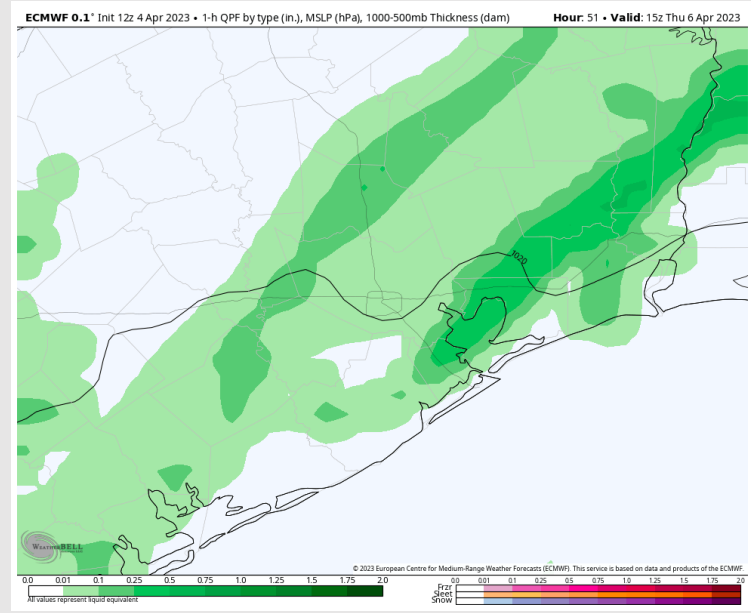 ECMWF 0.1° Init 12z 4 Apr 2023 • 1-h QPF by type (in.), MSLP (hPa), 1000-500mb Thickness (dam)
Hour: 51 • Valid: 15z Thu 6 Apr 2023
1020
WeatherBELL
© 2023 European Centre for Medium-Range Weather Forecasts (ECMWF). This service is based on data and products of the ECMWF.
0.0 0.01 0.1 0.25 0.5 0.75 1.0 1.25 1.5 1.75 2.0
All values represent liquid equivalent
0.0 0.01 0.1 0.25 0.5 0.75 1.0 1.25 1.5 1.75 2.0
Frzr
Sleet
Snow